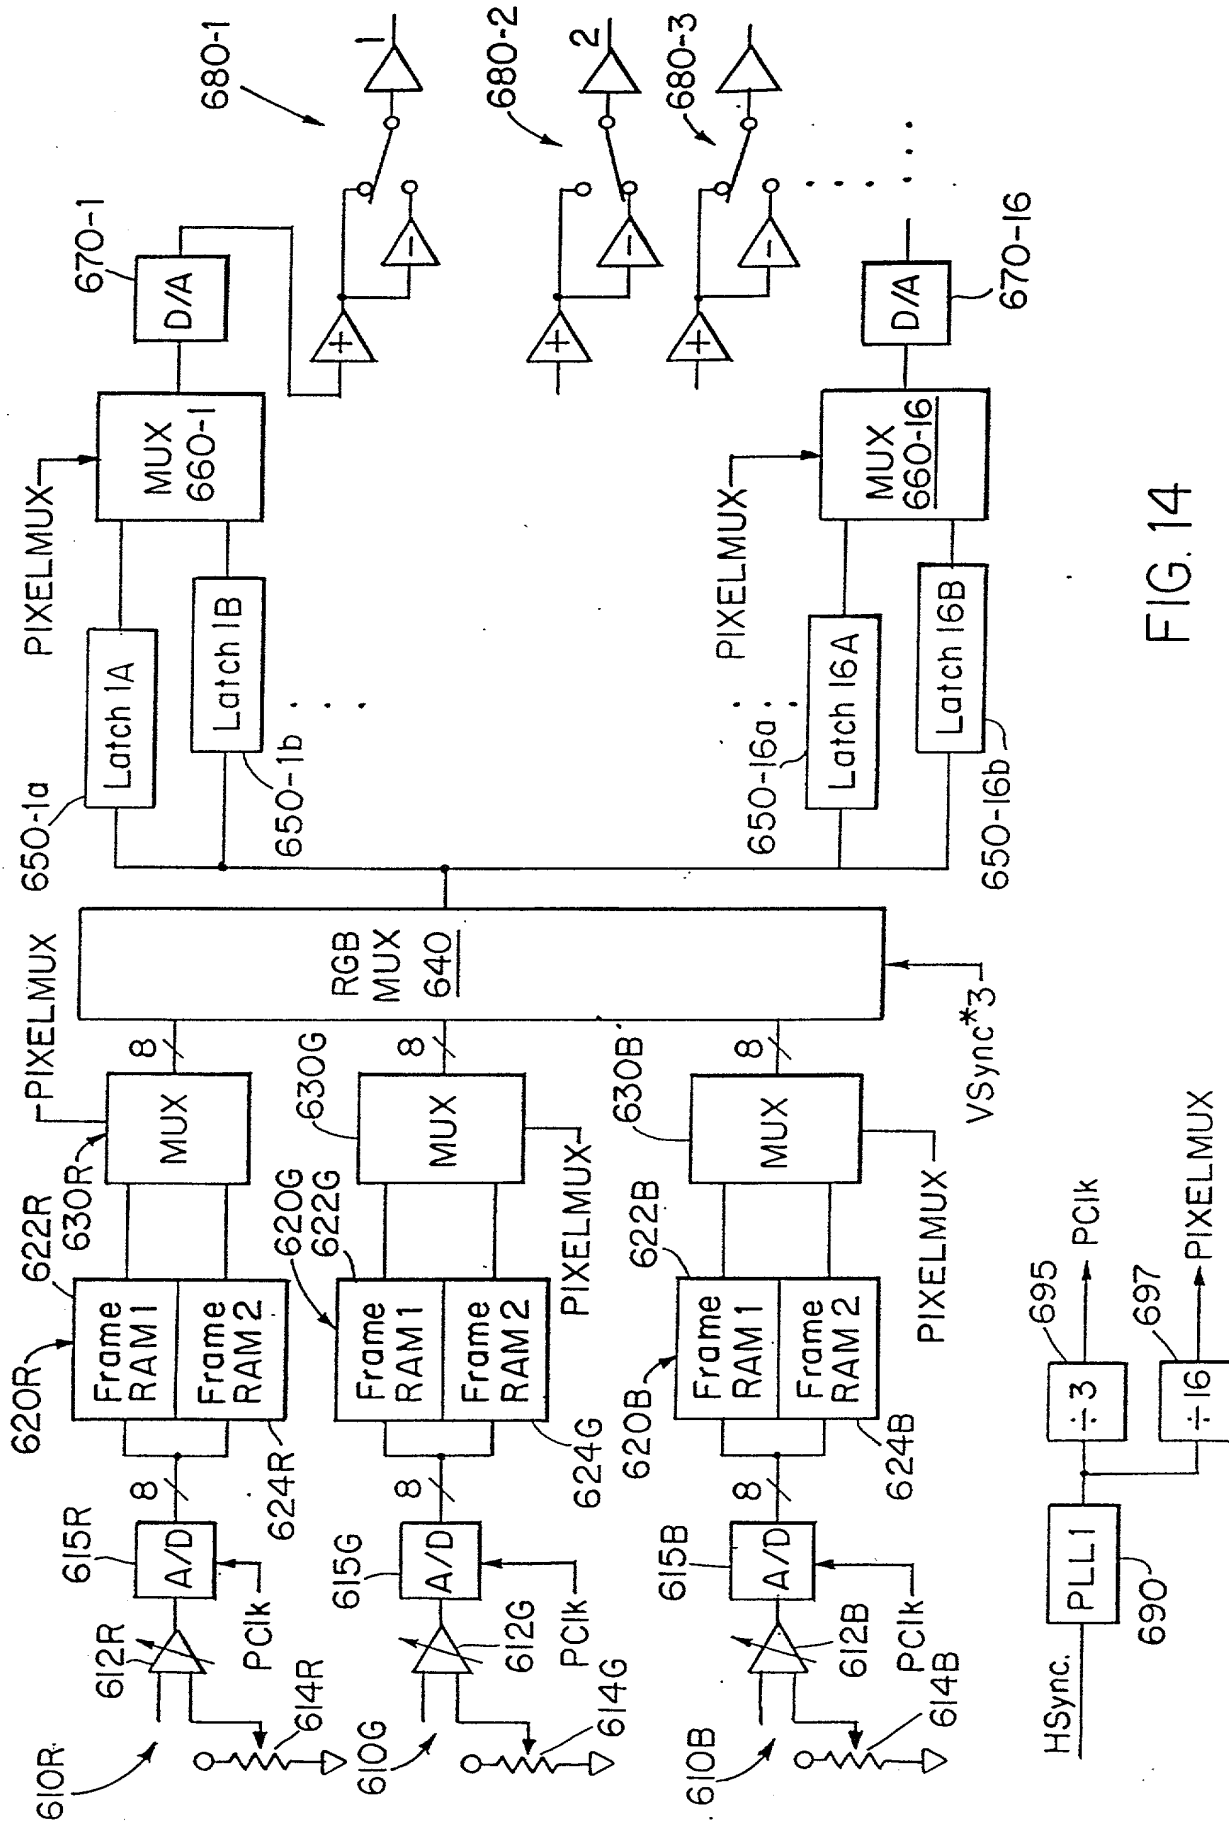 610R
612R
614R
615R
A/D
PClk
8
620R
Frame
RAM 1
Frame
RAM 2
622R
624R
630R
MUX
PIXELMUX
8
610G
612G
614G
615G
A/D
PClk
8
620G
622G
Frame
RAM 1
Frame
RAM 2
624G
630G
MUX
PIXELMUX
8
610B
612B
614B
615B
A/D
PClk
8
620B
622B
Frame
RAM 1
Frame
RAM 2
624B
630B
MUX
PIXELMUX
8
RGB
MUX
640
VSync*3
650-1a
Latch 1A
Latch 1B
650-1b
PIXELMUX
MUX
660-1
D/A
670-1
650-16a
Latch 16A
Latch 16B
650-16b
PIXELMUX
MUX
660-16
D/A
670-16
+
−
1
680-1
+
−
2
680-2
+
−
680-3
HSync.
PLL 1
690
÷3
695
PClk
÷16
697
PIXELMUX
FIG. 14